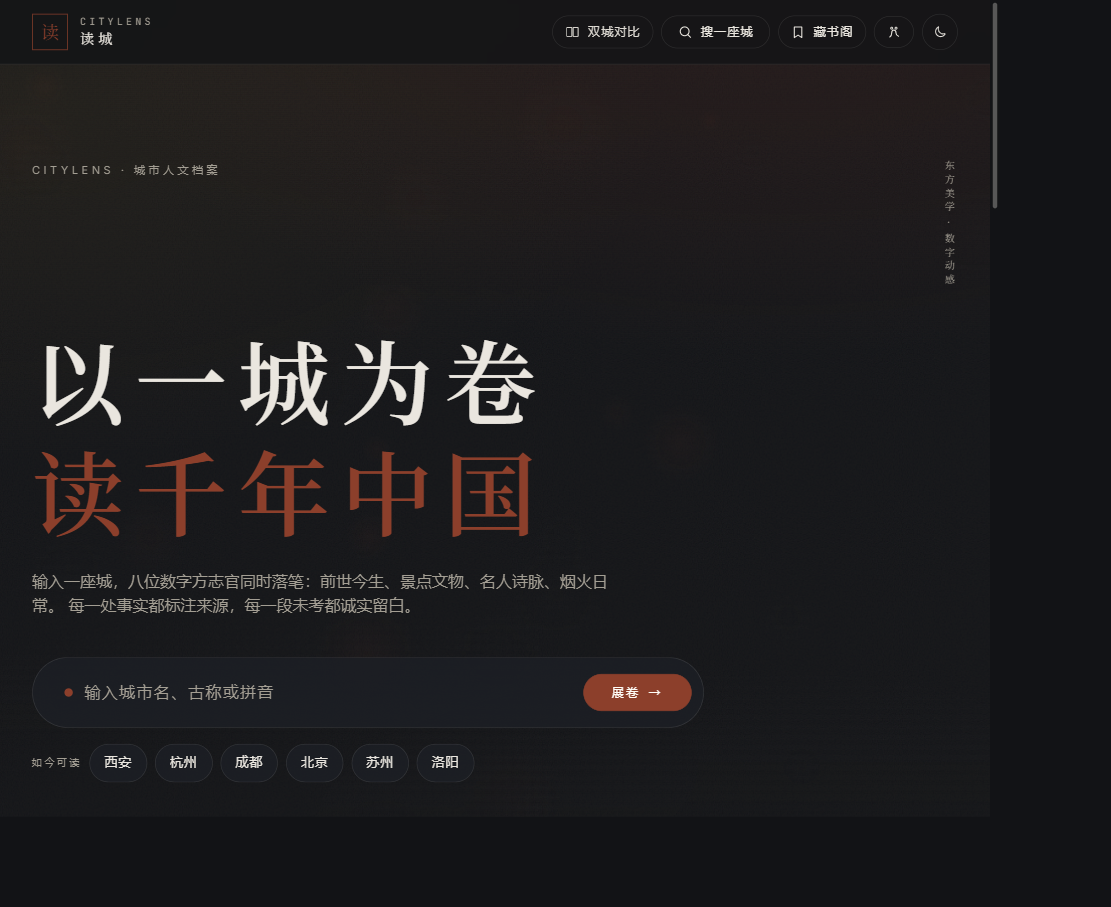 读
CITYLENS
读城
双城对比
搜一座城
藏书阁
CITYLENS · 城市人文档案
东方美学 · 数字动感
以一城为卷
读千年中国
输入一座城，八位数字方志官同时落笔：前世今生、景点文物、名人诗脉、烟火日
常。 每一处事实都标注来源，每一段未考都诚实留白。
输入城市名、古称或拼音
展卷 →
如今可读
西安
杭州
成都
北京
苏州
洛阳